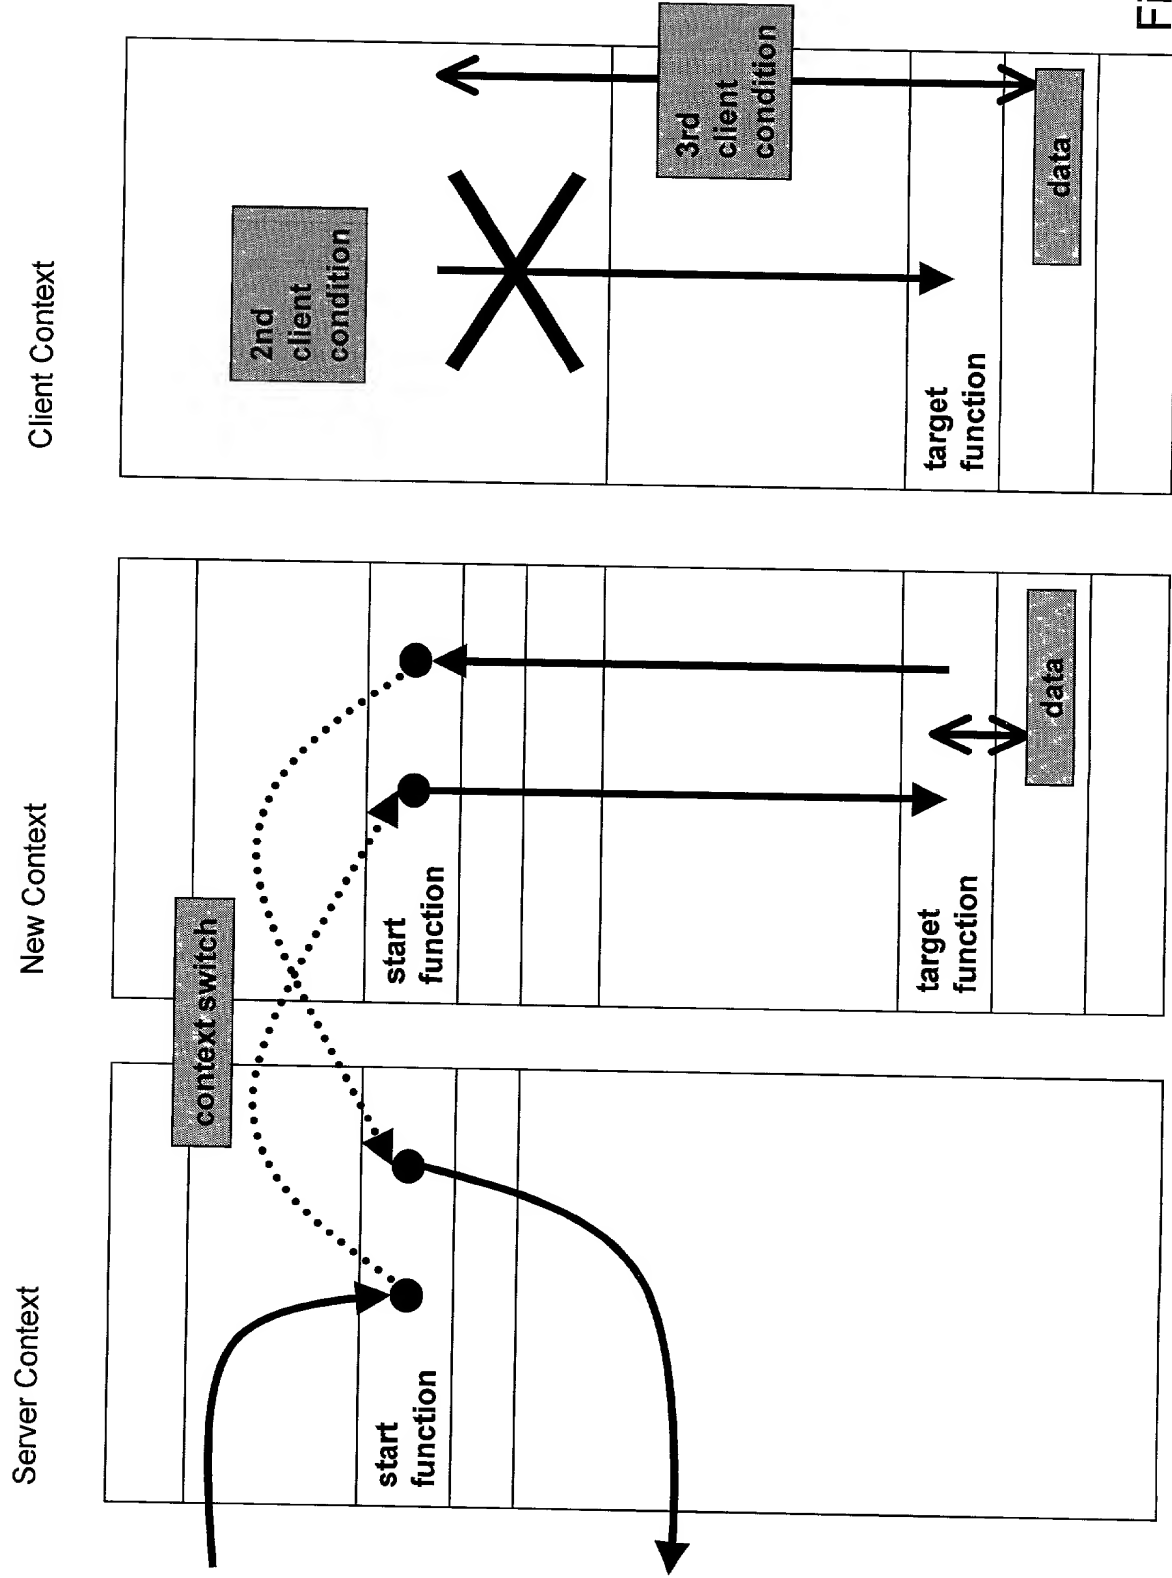 Server Context
New Context
Client Context
context switch
start
function
start
function
target
function
data
2nd
client
condition
3rd
client
condition
target
function
data
Fi